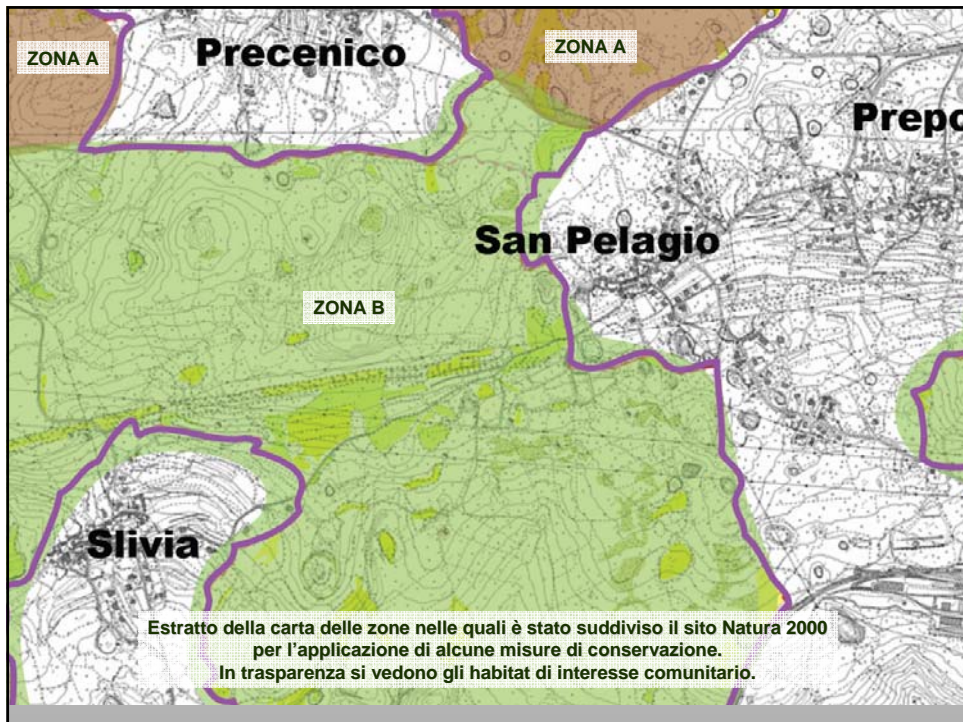 ZONA A
Precenico
ZONA A
Prepo
San Pelagio
ZONA B
Slivia
Estratto della carta delle zone nelle quali è stato suddiviso il sito Natura 2000
per l'applicazione di alcune misure di conservazione.
In trasparenza si vedono gli habitat di interesse comunitario.